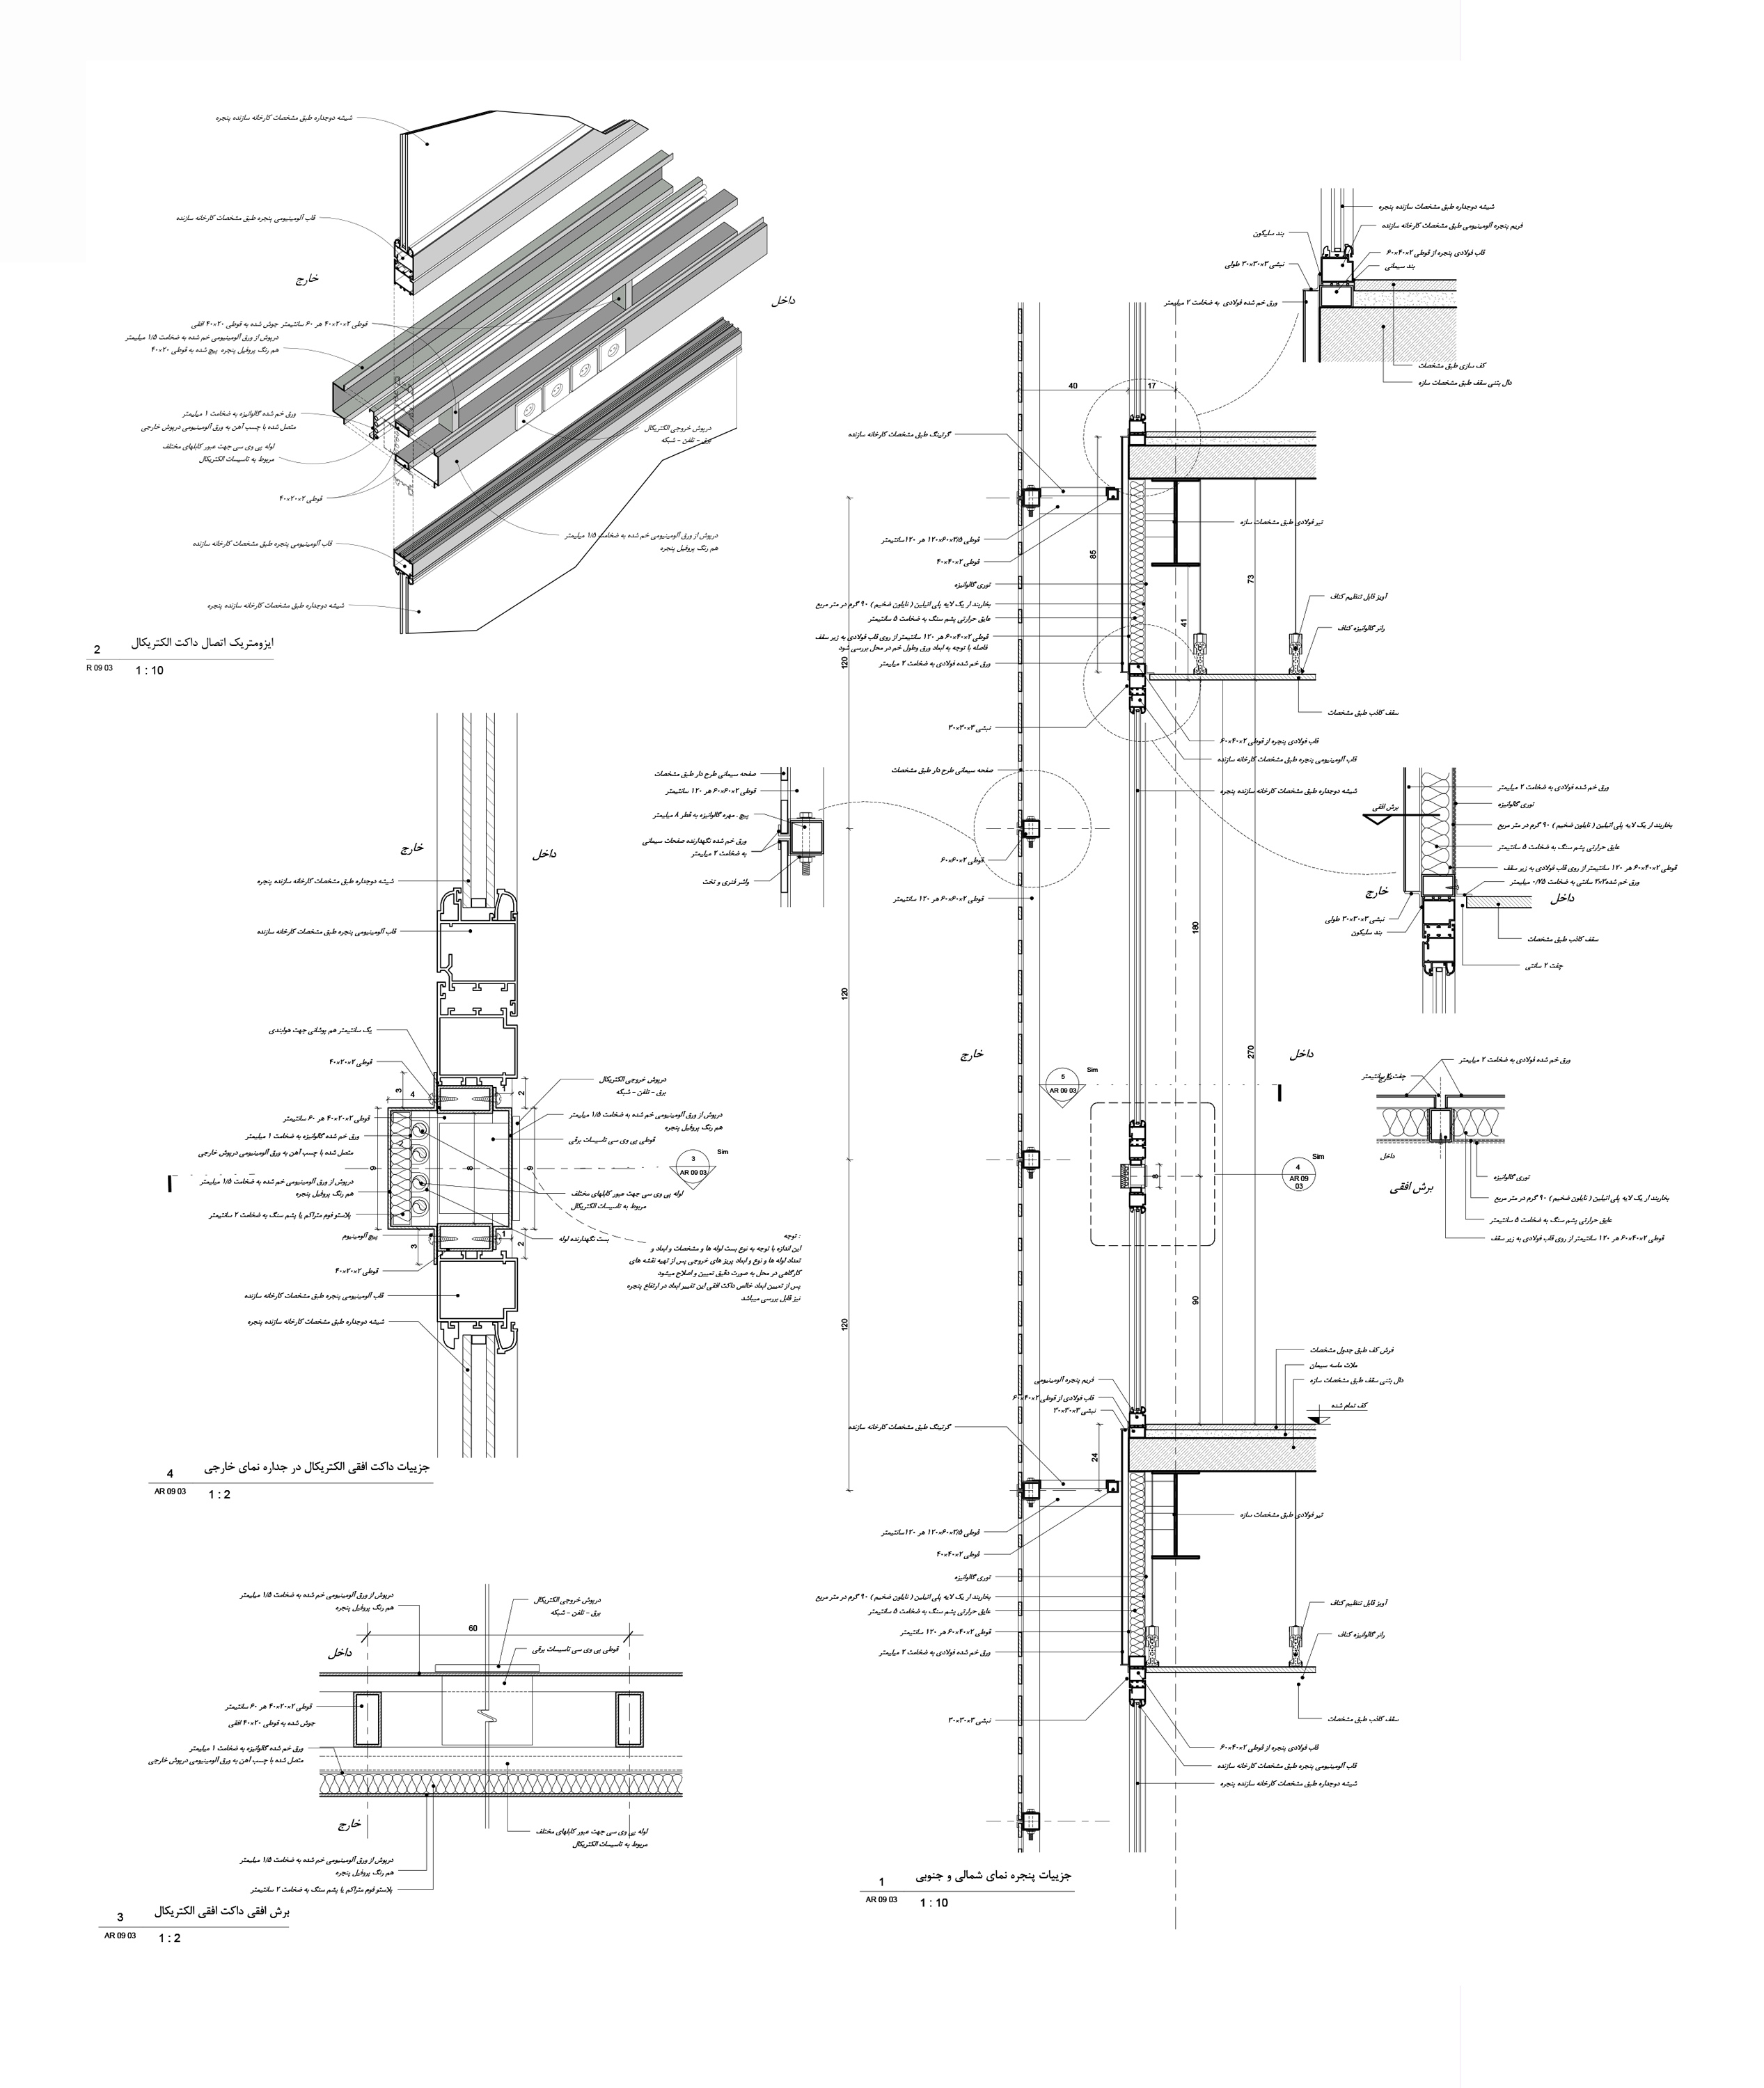 شیشه دوجداره طبق مشخصات کارخانه سازنده پنجره
قاب آلومینیومی پنجره طبق مشخصات کارخانه سازنده
خارج
داخل
قوطی ۲×۲۰×۴۰ هر ۶۰ سانتیمتر جوش شده به قوطی ۲۰×۴۰ افقی
درپوش از ورق آلومینیومی خم شده به ضخامت ۱/۵ میلیمتر
هم رنگ پروفیل پنجره پیچ شده به قوطی ۲۰×۴۰
ورق خم شده گالوانیزه به ضخامت ۱ میلیمتر
متصل شده با چسب آهن به ورق آلومینیومی درپوش خارجی
لوله پی وی سی جهت عبور کابلهای مختلف
مربوط به تاسیسات الکتریکال
قوطی ۲×۲۰×۴۰
درپوش خروجی الکتریکال
برق - تلفن - شبکه
قاب آلومینیومی پنجره طبق مشخصات کارخانه سازنده
درپوش از ورق آلومینیومی خم شده به ضخامت ۱/۵ میلیمتر
هم رنگ پروفیل پنجره
شیشه دوجداره طبق مشخصات کارخانه سازنده پنجره
2
ایزومتریک اتصال داکت الکتریکال
R 09 03
1 : 10
خارج
داخل
شیشه دوجداره طبق مشخصات کارخانه سازنده پنجره
قاب آلومینیومی پنجره طبق مشخصات کارخانه سازنده
یک سانتیمتر هم پوشانی جهت هوابندی
قوطی ۲×۲۰×۴۰
درپوش خروجی الکتریکال
برق - تلفن - شبکه
3
4
1
2
قوطی ۲×۲۰×۴۰ هر ۶۰ سانتیمتر
درپوش از ورق آلومینیومی خم شده به ضخامت ۱/۵ میلیمتر
هم رنگ پروفیل پنجره
ورق خم شده گالوانیزه به ضخامت ۱ میلیمتر
متصل شده با چسب آهن به ورق آلومینیومی درپوش خارجی
قوطی پی وی سی تاسیسات برقی
2
9
8
9
3
AR 09 03
Sim
درپوش از ورق آلومینیومی خم شده به ضخامت ۱/۵ میلیمتر
هم رنگ پروفیل پنجره
لوله پی وی سی جهت عبور کابلهای مختلف
مربوط به تاسیسات الکتریکال
پلاستو فوم متراکم یا پشم سنگ به ضخامت ۲ سانتیمتر
پیچ آلومینیوم
بست نگهدارنده لوله
3
1
2
قوطی ۲×۲۰×۴۰
توجه :
این اندازه با توجه به نوع بست لوله ها و مشخصات و ابعاد و
تعداد لوله ها و نوع و ابعاد پریز های خروجی پس از تهیه نقشه های
کارگاهی در محل به صورت دقیق تعیین و اصلاح میشود
پس از تعیین ابعاد خالص داکت افقی این تغییر ابعاد در ارتفاع پنجره
نیز قابل بررسی میباشد.
قاب آلومینیومی پنجره طبق مشخصات کارخانه سازنده
شیشه دوجداره طبق مشخصات کارخانه سازنده پنجره
4
جزییات داکت افقی الکتریکال در جداره نمای خارجی
AR 09 03
1 : 2
درپوش از ورق آلومینیومی خم شده به ضخامت ۱/۵ میلیمتر
هم رنگ پروفیل پنجره
درپوش خروجی الکتریکال
برق - تلفن - شبکه
60
داخل
قوطی پی وی سی تاسیسات برقی
قوطی ۲×۲۰×۴۰ هر ۶۰ سانتیمتر
جوش شده به قوطی ۲۰×۴۰ افقی
ورق خم شده گالوانیزه به ضخامت ۱ میلیمتر
متصل شده با چسب آهن به ورق آلومینیومی درپوش خارجی
خارج
لوله پی وی سی جهت عبور کابلهای مختلف
مربوط به تاسیسات الکتریکال
درپوش از ورق آلومینیومی خم شده به ضخامت ۱/۵ میلیمتر
هم رنگ پروفیل پنجره
پلاستو فوم متراکم یا پشم سنگ به ضخامت ۲ سانتیمتر
3
برش افقی داکت افقی الکتریکال
AR 09 03
1 : 2
شیشه دوجداره طبق مشخصات سازنده پنجره
فریم پنجره آلومینیومی طبق مشخصات کارخانه سازنده
بند سیلیکون
قاب فولادی پنجره از قوطی ۲×۴۰×۶۰
بند سیمانی
نبشی ۳×۳۰×۳۰ طولی
ورق خم شده فولادی به ضخامت ۲ میلیمتر
کف سازی طبق مشخصات
دال بتنی سقف طبق مشخصات سازه
40
17
گرتینگ طبق مشخصات کارخانه سازنده
تیر فولادی طبق مشخصات سازه
قوطی ۲/۵×۶۰×۱۲۰ هر ۱۲۰سانتیمتر
قوطی ۲×۴۰×۴۰
85
73
41
توری گالوانیزه
بخاربند از یک لایه پلی اتیلین ( نایلون ضخیم ) ۹۰ گرم در متر مربع
عایق حرارتی پشم سنگ به ضخامت ۵ سانتیمتر
قوطی ۲×۴۰×۶۰ هر ۱۲۰ سانتیمتر از روی قاب فولادی به زیر سقف
فاصله با توجه به ابعاد ورق وطول خم در محل بررسی شود
ورق خم شده فولادی به ضخامت ۲ میلیمتر
آویز قابل تنظیم کناف
رانر گالوانیزه کناف
120
سقف کاذب طبق مشخصات
نبشی ۳×۳۰×۳۰
قاب فولادی پنجره از قوطی ۲×۴۰×۶۰
قاب آلومینیومی پنجره طبق مشخصات کارخانه سازنده
شیشه دوجداره طبق مشخصات کارخانه سازنده پنجره
صفحه سیمانی طرح دار طبق مشخصات
صفحه سیمانی طرح دار طبق مشخصات
قوطی ۲×۶۰×۶۰ هر ۱۲۰ سانتیمتر
پیچ . مهره گالوانیزه به قطر ۸ میلیمتر
ورق خم شده نگهدارنده صفحات سیمانی
به ضخامت ۲ میلیمتر
واشر فنری و تخت
قوطی ۲×۶۰×۶۰
قوطی ۲×۶۰×۶۰ هر ۱۲۰ سانتیمتر
برش افقی
ورق خم شده فولادی به ضخامت ۲ میلیمتر
توری گالوانیزه
بخاربند از یک لایه پلی اتیلین ( نایلون ضخیم ) ۹۰ گرم در متر مربع
عایق حرارتی پشم سنگ به ضخامت ۵ سانتیمتر
قوطی ۲×۴۰×۶۰ هر ۱۲۰ سانتیمتر از روی قاب فولادی به زیر سقف
ورق خم شده۳×۳ سانتی به ضخامت ۰/۷۵ میلیمتر
خارج
داخل
نبشی ۳×۳۰×۳۰ طولی
بند سیلیکون
سقف کاذب طبق مشخصات
چفت ۲ سانتی
180
120
270
خارج
داخل
5
AR 09 03
Sim
8
4
AR 09
03
Sim
ورق خم شده فولادی به ضخامت ۲ میلیمتر
داخل
توری گالوانیزه
برش افقی
بخاربند از یک لایه پلی اتیلین ( نایلون ضخیم ) ۹۰ گرم در متر مربع
عایق حرارتی پشم سنگ به ضخامت ۵ سانتیمتر
قوطی ۲×۴۰×۶۰ هر ۱۲۰ سانتیمتر از روی قاب فولادی به زیر سقف
90
120
فرش کف طبق جدول مشخصات
ملات ماسه سیمان
دال بتنی سقف طبق مشخصات سازه
کف تمام شده
فریم پنجره آلومینیومی
قاب فولادی از قوطی ۲×۴۰×۶۰
نبشی ۳×۳۰×۳۰
24
گرتینگ طبق مشخصات کارخانه سازنده
تیر فولادی طبق مشخصات سازه
قوطی ۲/۵×۶۰×۱۲۰ هر ۱۲۰سانتیمتر
قوطی ۲×۴۰×۴۰
توری گالوانیزه
بخاربند از یک لایه پلی اتیلین ( نایلون ضخیم ) ۹۰ گرم در متر مربع
عایق حرارتی پشم سنگ به ضخامت ۵ سانتیمتر
قوطی ۲×۴۰×۶۰ هر ۱۲۰ سانتیمتر
ورق خم شده فولادی به ضخامت ۲ میلیمتر
آویز قابل تنظیم کناف
رانر گالوانیزه کناف
نبشی ۳×۳۰×۳۰
سقف کاذب طبق مشخصات
قاب فولادی پنجره از قوطی ۲×۴۰×۶۰
قاب آلومینیومی پنجره طبق مشخصات کارخانه سازنده
شیشه دوجداره طبق مشخصات کارخانه سازنده پنجره
1
جزییات پنجره نمای شمالی و جنوبی
AR 09 03
1 : 10